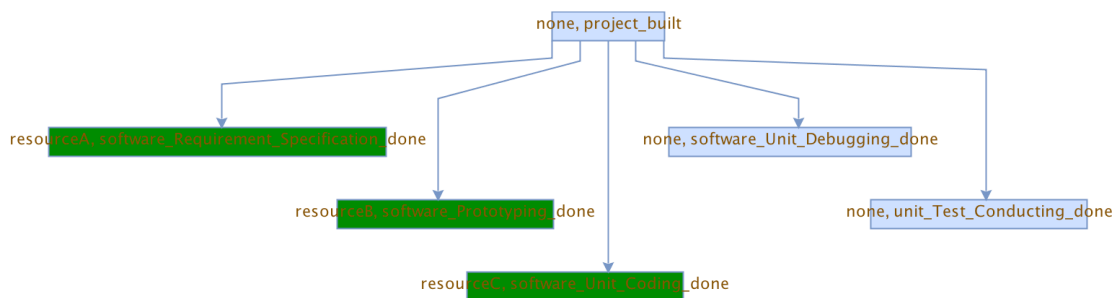 none, project_built
resourceA, software_Requirement_Specification_done
none, software_Unit_Debugging_done
resourceB, software_Prototyping_done
none, unit_Test_Conducting_done
resourceC, software_Unit_Coding_done